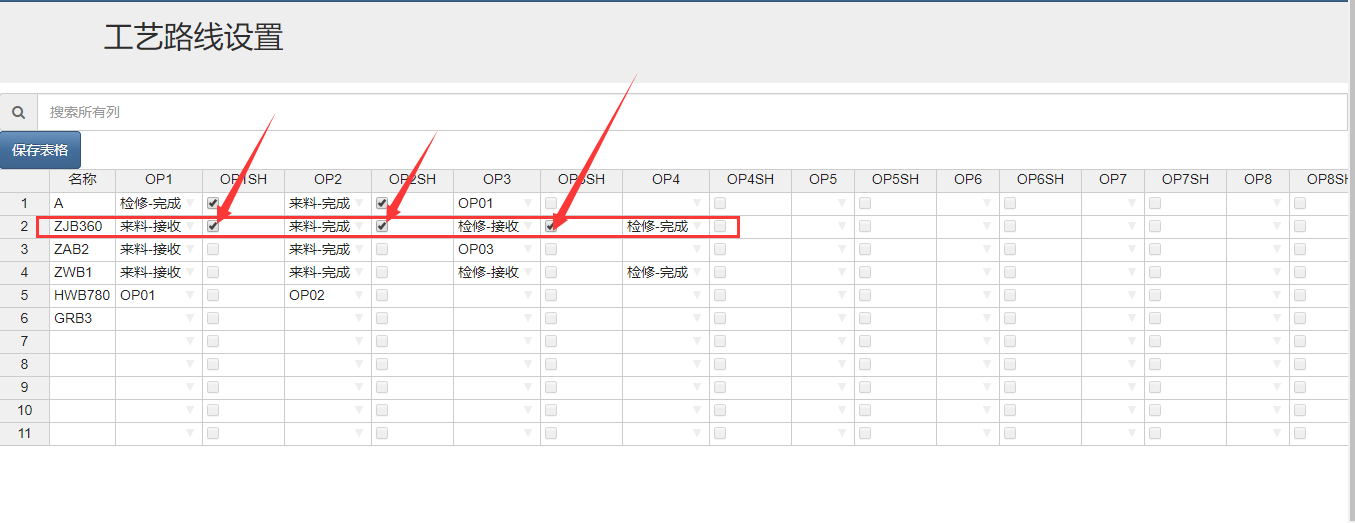 工艺路线设置
搜索所有列
保存表格
名称 OP1 OP1SH OP2 OP2SH OP3 OP3SH OP4 OP4SH OP5 OP5SH OP6 OP6SH OP7 OP7SH OP8 OP8SH
1 A 检修-完成 来料-完成 OP01
2 ZJB360 来料-接收 来料-完成 检修-接收 检修-完成
3 ZAB2 来料-接收 来料-完成 OP03
4 ZWB1 来料-接收 来料-完成 检修-接收 检修-完成
5 HWB780 OP01 OP02
6 GRB3
7
8
9
10
11